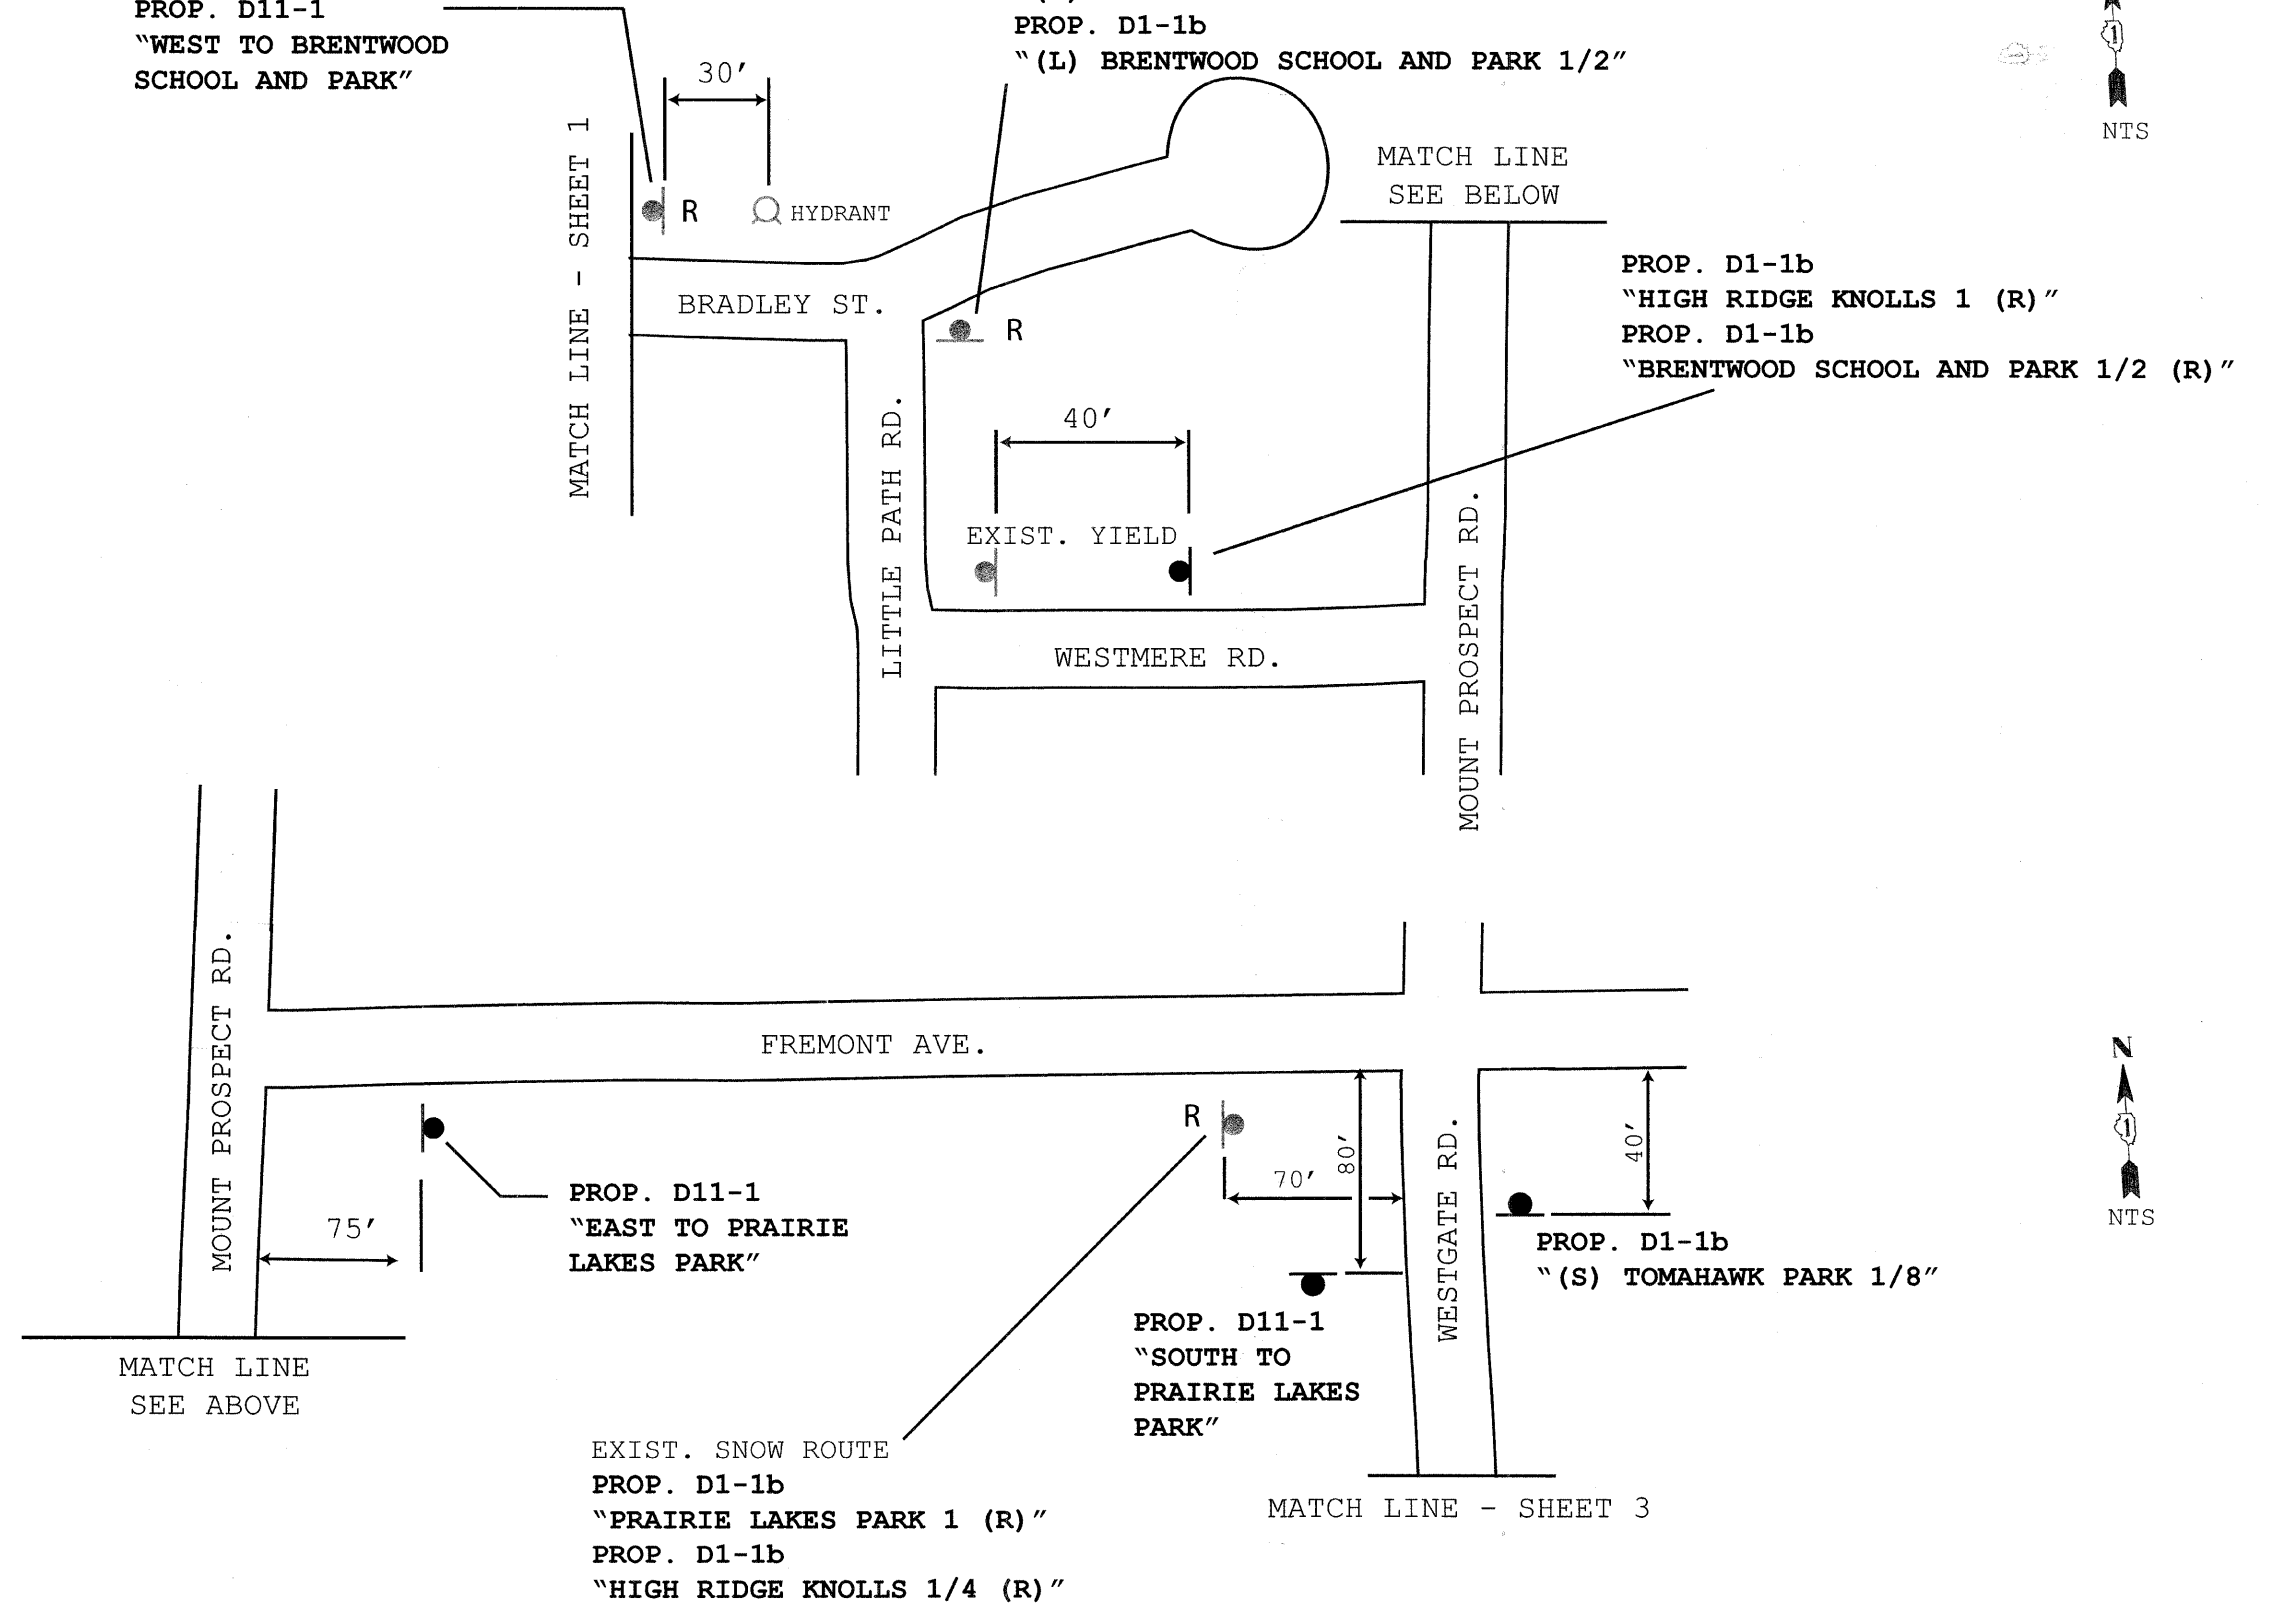 PROP. D11-1
“WEST TO BRENTWOOD
SCHOOL AND PARK”
PROP. D1-1b
“(L) BRENTWOOD SCHOOL AND PARK 1/2”
1
NTS
30’
MATCH LINE - SHEET 1
R
HYDRANT
MATCH LINE
SEE BELOW
BRADLEY ST.
R
PROP. D1-1b
“HIGH RIDGE KNOLLS 1 (R)”
PROP. D1-1b
“BRENTWOOD SCHOOL AND PARK 1/2 (R)”
LITTLE PATH RD.
40’
EXIST. YIELD
MOUNT PROSPECT RD.
WESTMERE RD.
MOUNT PROSPECT RD.
FREMONT AVE.
N
1
NTS
R
80’
70’
40’
WESTGATE RD.
75’
PROP. D11-1
“EAST TO PRAIRIE
LAKES PARK”
PROP. D1-1b
“(S) TOMAHAWK PARK 1/8”
PROP. D11-1
“SOUTH TO
PRAIRIE LAKES
PARK”
MATCH LINE
SEE ABOVE
EXIST. SNOW ROUTE
PROP. D1-1b
“PRAIRIE LAKES PARK 1 (R)”
PROP. D1-1b
“HIGH RIDGE KNOLLS 1/4 (R)”
MATCH LINE - SHEET 3